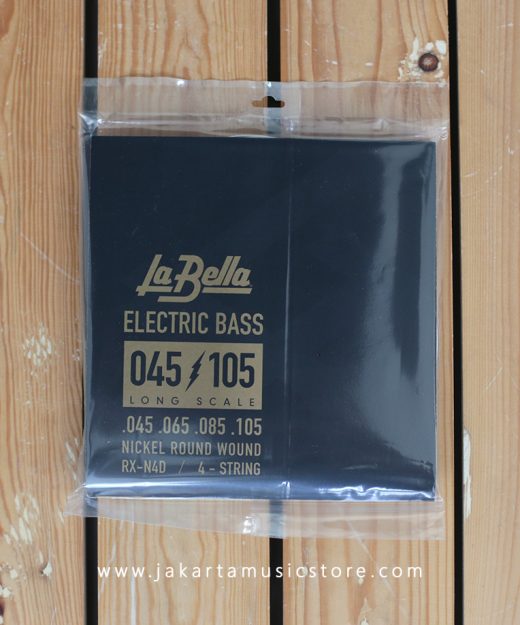 La Bella
ELECTRIC BASS
045 105
LONG SCALE
.045 .065 .085 .105
NICKEL ROUND WOUND
RX-N4D / 4 - STRING
www.jakartamusicstore.com